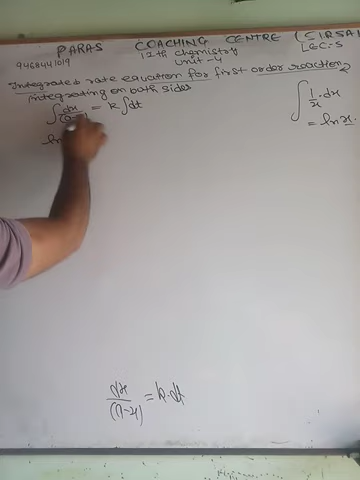 PARAS COACHING CENTRE (SIRSA)
9468441019 12th chemistry LEC-5
unit-4
Integrated rate equation for first order reaction
integrating on both sides
∫ dx/(a-x) = k ∫dt
∫ 1/x · dx
= ln x.
ln
dx/(a-x) = k·dt